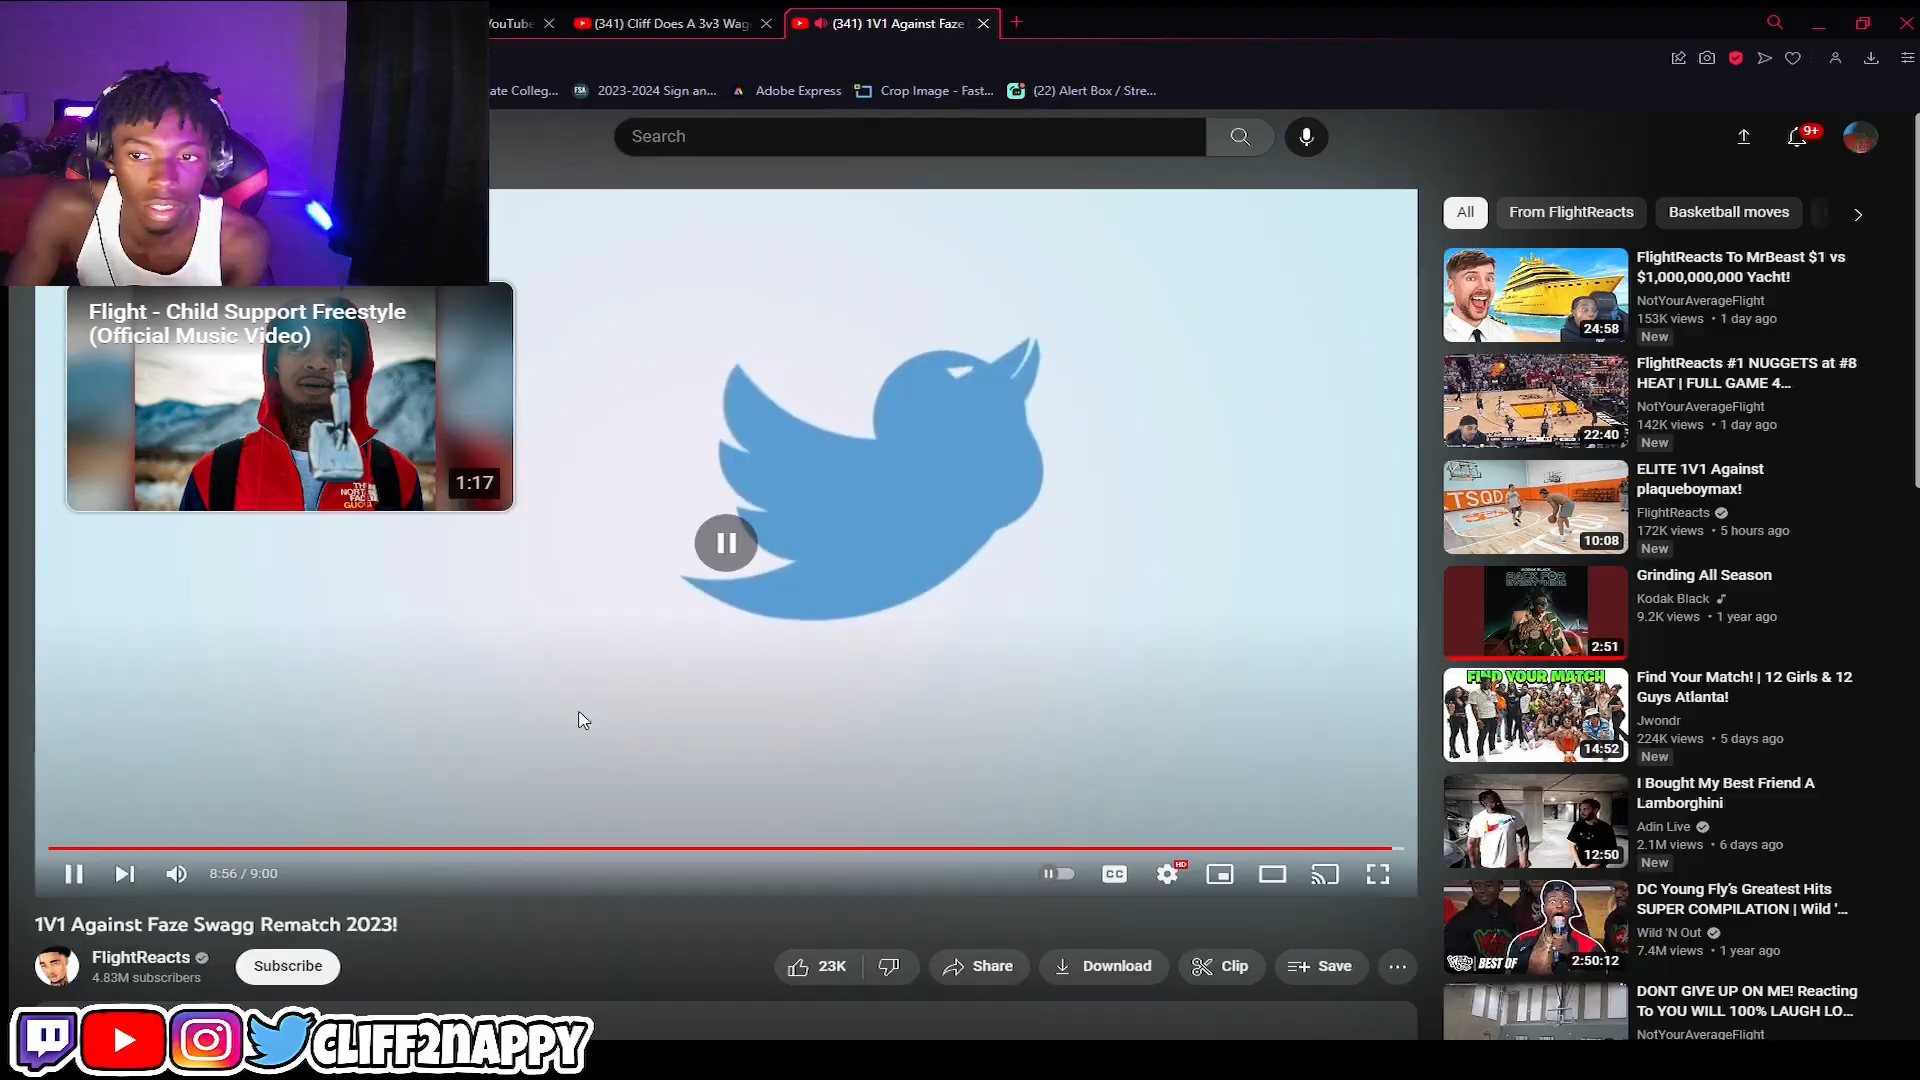 YouTube
(341) Cliff Does A 3v3 Wag
(341) 1V1 Against Faze
ate Colleg...
FSA
2023-2024 Sign an...
Adobe Express
Crop Image - Fast...
(22) Alert Box / Stre...
Search
9+
Flight - Child Support Freestyle
(Official Music Video)
1:17
8:56 / 9:00
CC
HD
1V1 Against Faze Swagg Rematch 2023!
FlightReacts
4.83M subscribers
Subscribe
23K
Share
Download
Clip
Save
CLIFF2NAPPY
All
From FlightReacts
Basketball moves
24:58
FlightReacts To MrBeast $1 vs
$1,000,000,000 Yacht!
NotYourAverageFlight
153K views • 1 day ago
New
22:40
FlightReacts #1 NUGGETS at #8
HEAT | FULL GAME 4...
NotYourAverageFlight
142K views • 1 day ago
New
TSQD
10:08
ELITE 1V1 Against
plaqueboymax!
FlightReacts
172K views • 5 hours ago
New
KODAK BLACK
BACK FOR
EVERYTHING
2:51
Grinding All Season
Kodak Black
9.2K views • 1 year ago
FIND YOUR MATCH
14:52
Find Your Match! | 12 Girls & 12
Guys Atlanta!
Jwondr
224K views • 5 days ago
New
12:50
I Bought My Best Friend A
Lamborghini
Adin Live
2.1M views • 6 days ago
New
BEST OF
2:50:12
DC Young Fly's Greatest Hits
SUPER COMPILATION | Wild '...
Wild 'N Out
7.4M views • 1 year ago
DONT GIVE UP ON ME! Reacting
To YOU WILL 100% LAUGH LO...
NotYourAverageFlight